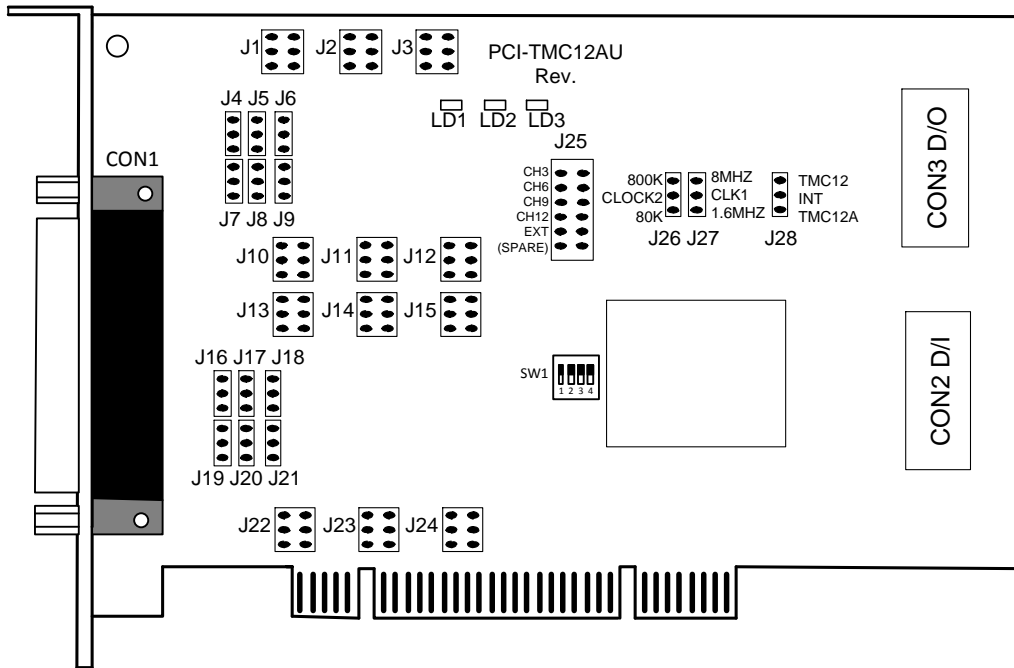 J1 J2 J3
PCI-TMC12AU
Rev.
LD1 LD2 LD3
J4 J5 J6
CON1
J7 J8 J9
J25
CH3
CH6
CH9
CH12
EXT
(SPARE)
800K
CLOCK2
80K
J26
8MHZ
CLK1
1.6MHZ
J27
TMC12
INT
TMC12A
J28
CON3 D/O
J10 J11 J12
J13 J14 J15
J16 J17 J18
SW1
1 2 3 4
CON2 D/I
J19 J20 J21
J22 J23 J24